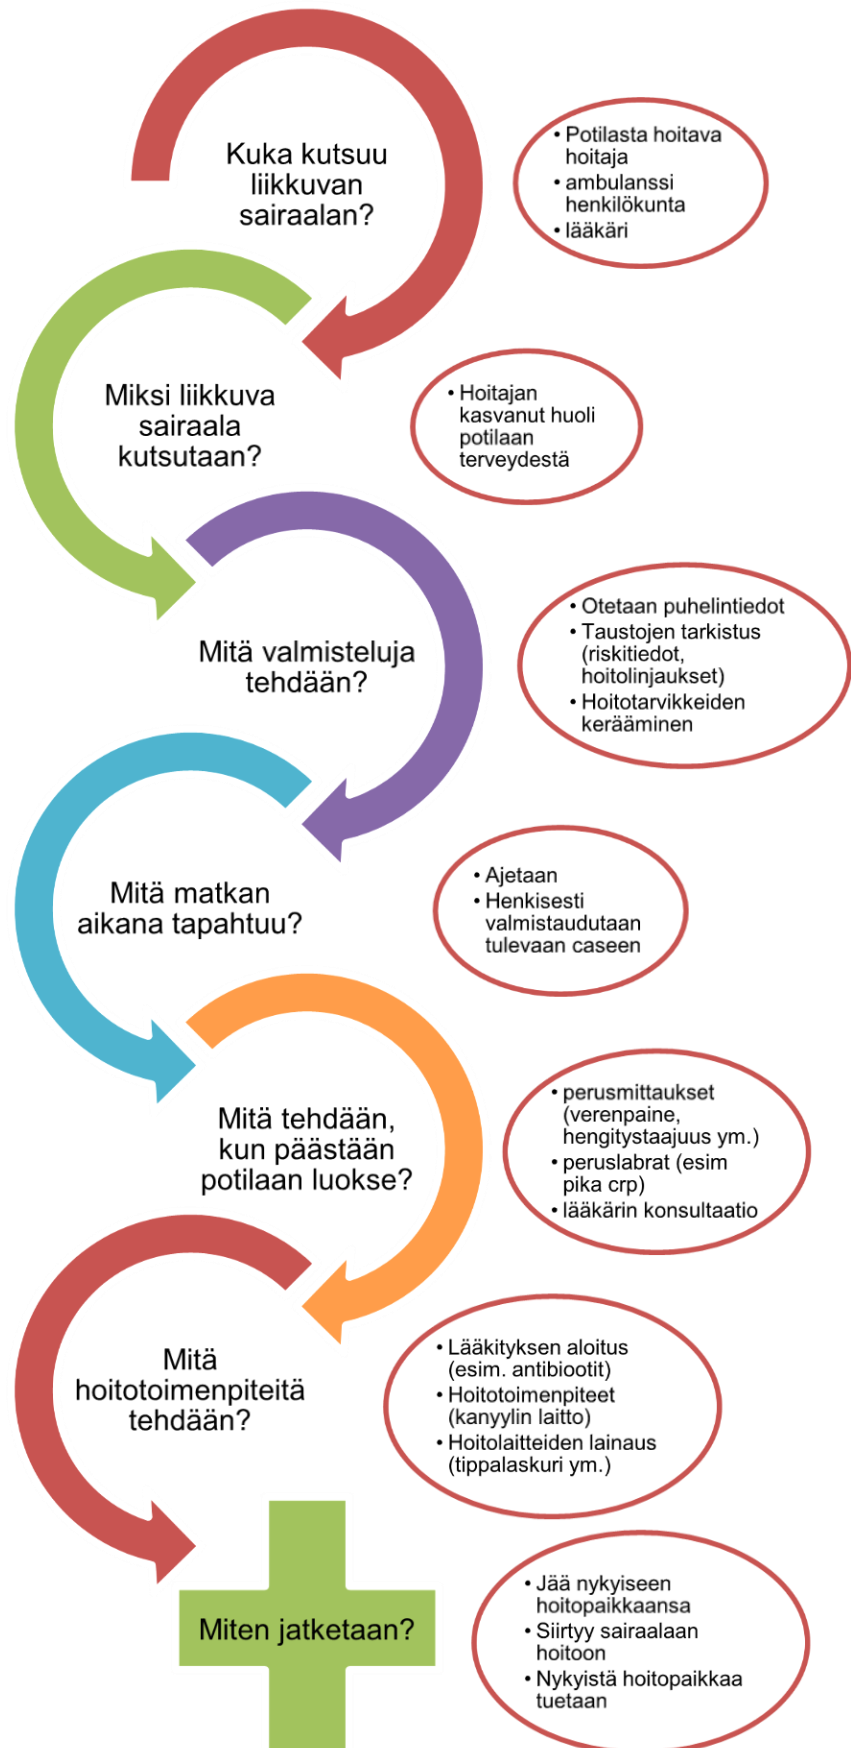 Kuka kutsuu
liikkuvan
sairaalan?
• Potilasta hoitava
hoitaja
• ambulanssi
henkilökunta
• lääkäri
Miksi liikkuva
sairaala
kutsutaan?
• Hoitajan
kasvanut huoli
potilaan
terveydestä
Mitä valmisteluja
tehdään?
• Otetaan puhelintiedot
• Taustojen tarkistus
(riskitiedot,
hoitolinjaukset)
• Hoitotarvikkeiden
kerääminen
Mitä matkan
aikana tapahtuu?
• Ajetaan
• Henkisesti
valmistaudutaan
tulevaan caseen
Mitä tehdään,
kun päästään
potilaan luokse?
• perusmittaukset
(verenpaine,
hengitystaajuus ym.)
• peruslabrat (esim
pika crp)
• lääkärin konsultaatio
Mitä
hoitotoimenpiteitä
tehdään?
• Lääkityksen aloitus
(esim. antibiootit)
• Hoitotoimenpiteet
(kanyylin laitto)
• Hoitolaitteiden lainaus
(tippalaskuri ym.)
Miten jatketaan?
• Jää nykyiseen
hoitopaikkaansa
• Siirtyy sairaalaan
hoitoon
• Nykyistä hoitopaikkaa
tuetaan